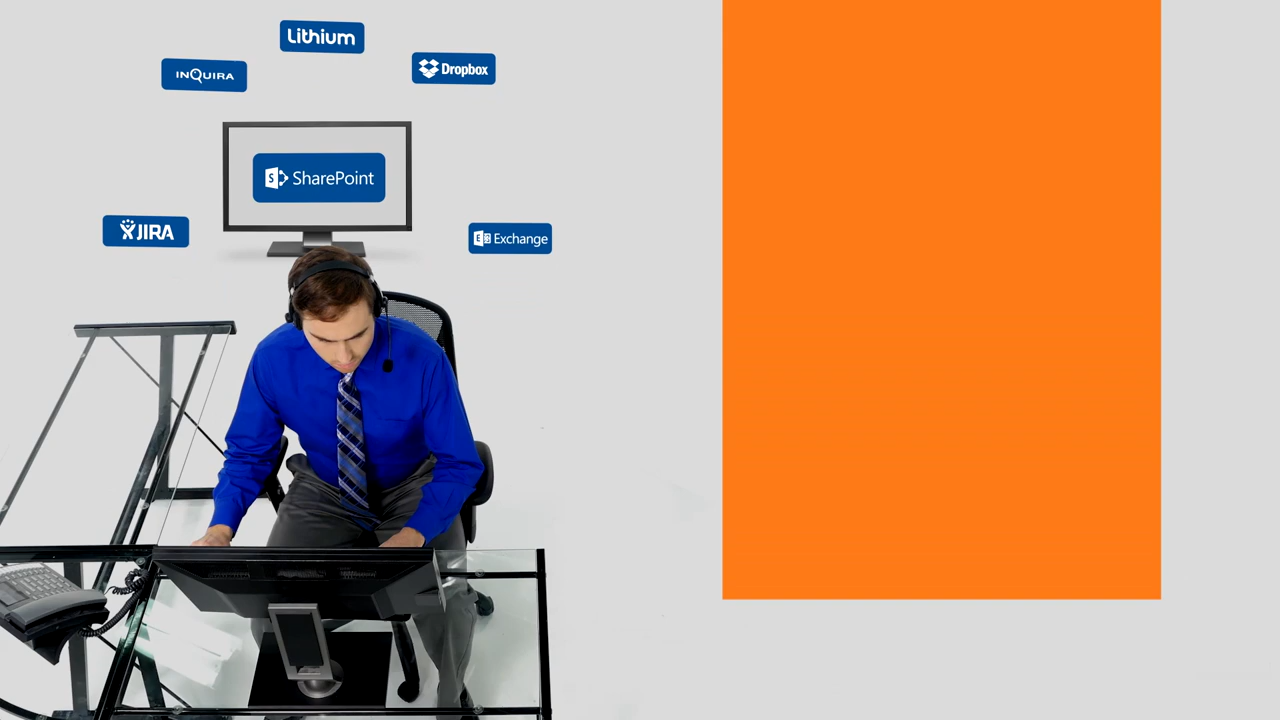 Lithium
INQUIRA
Dropbox
S SharePoint
JIRA
E Exchange